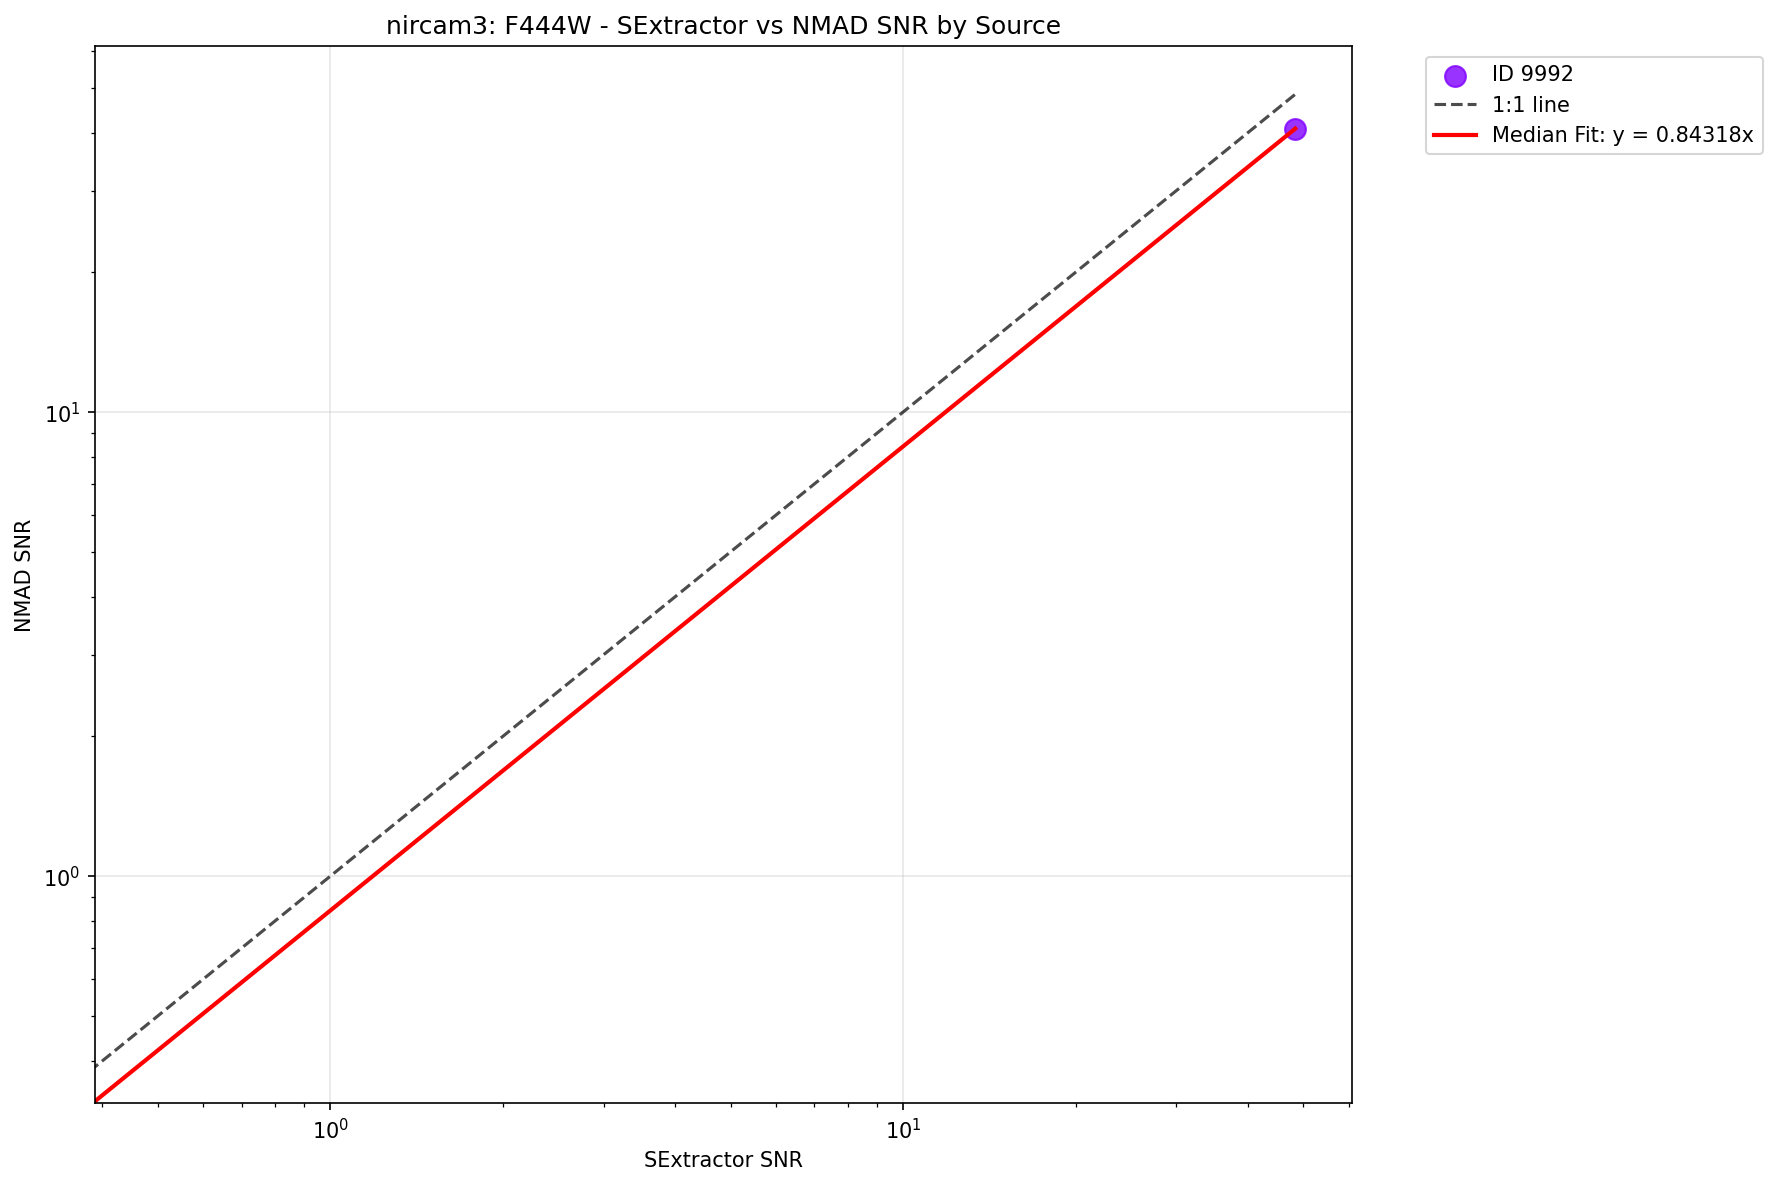 nircam3: F444W - SExtractor vs NMAD SNR by Source
ID 9992
1:1 line
Median Fit: y = 0.84318x
NMAD SNR
10¹
10⁰
10⁰
10¹
SExtractor SNR